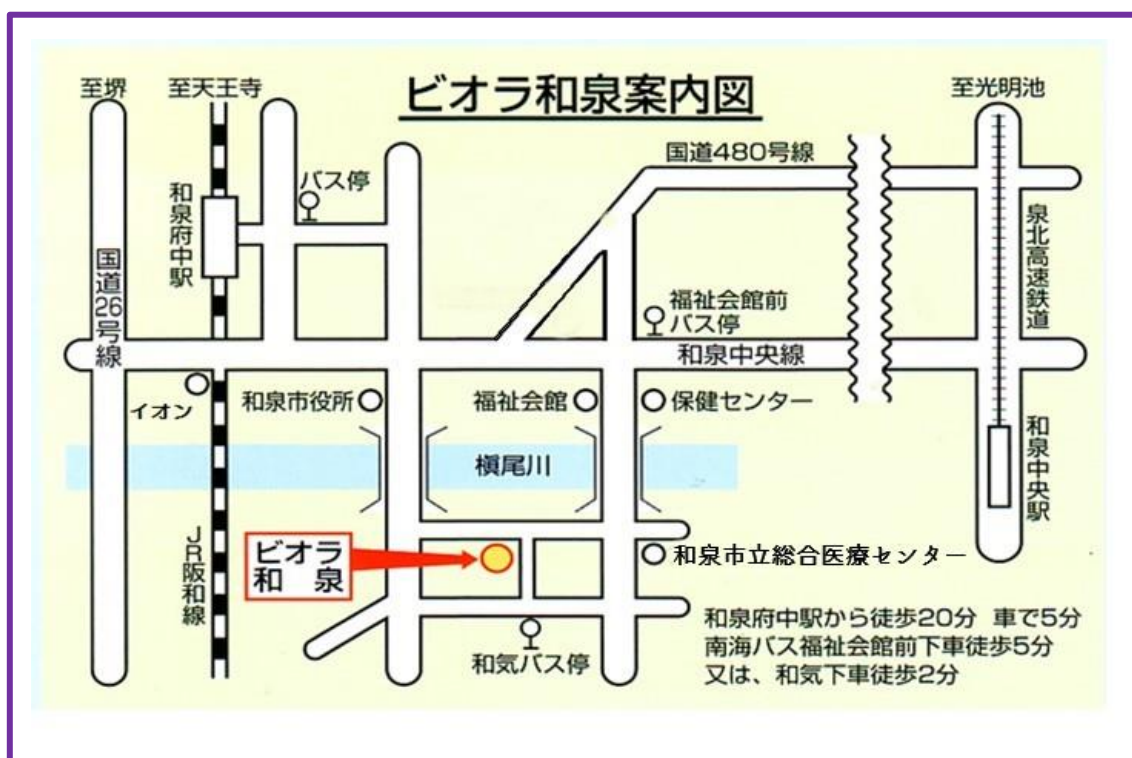 ビオラ和泉案内図
至堺
至天王寺
至光明池
国道480号線
バス停
和泉府中駅
国道26号線
泉北高速鉄道
福祉会館前
バス停
和泉中央線
イオン
和泉市役所
福祉会館
保健センター
槇尾川
和泉中央駅
JR阪和線
ビオラ
和泉
和泉市立総合医療センター
和気バス停
和泉府中駅から徒歩20分 車で5分
南海バス福祉会館前下車徒歩5分
又は、和気下車徒歩2分